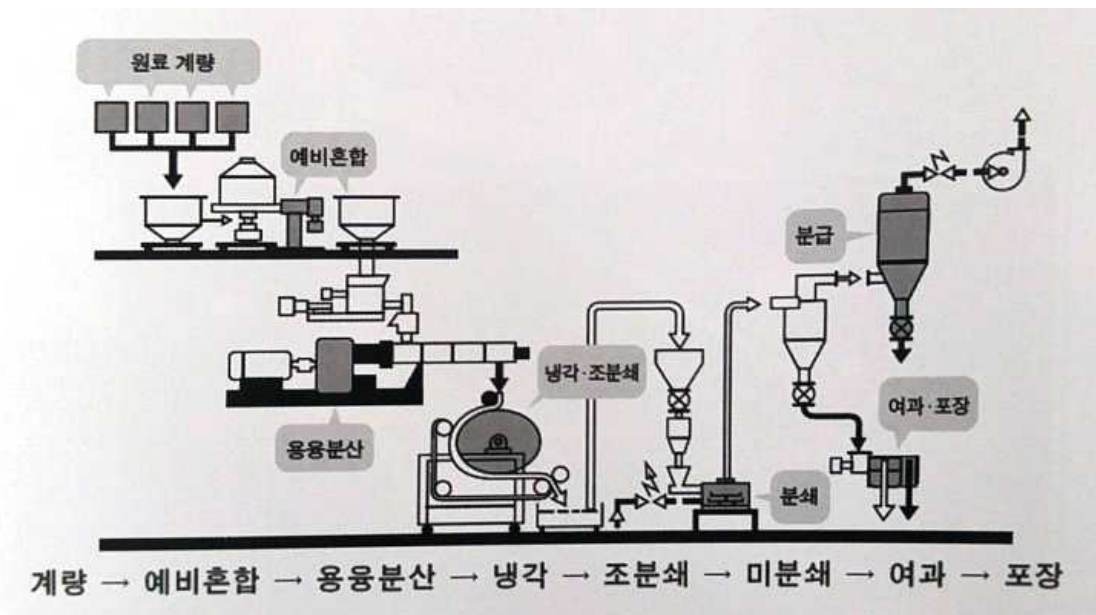 원료 계량
예비혼합
분급
냉각·조분쇄
여과·포장
용융분산
분쇄
계량 → 예비혼합 → 용융분산 → 냉각 → 조분쇄 → 미분쇄 → 여과 → 포장